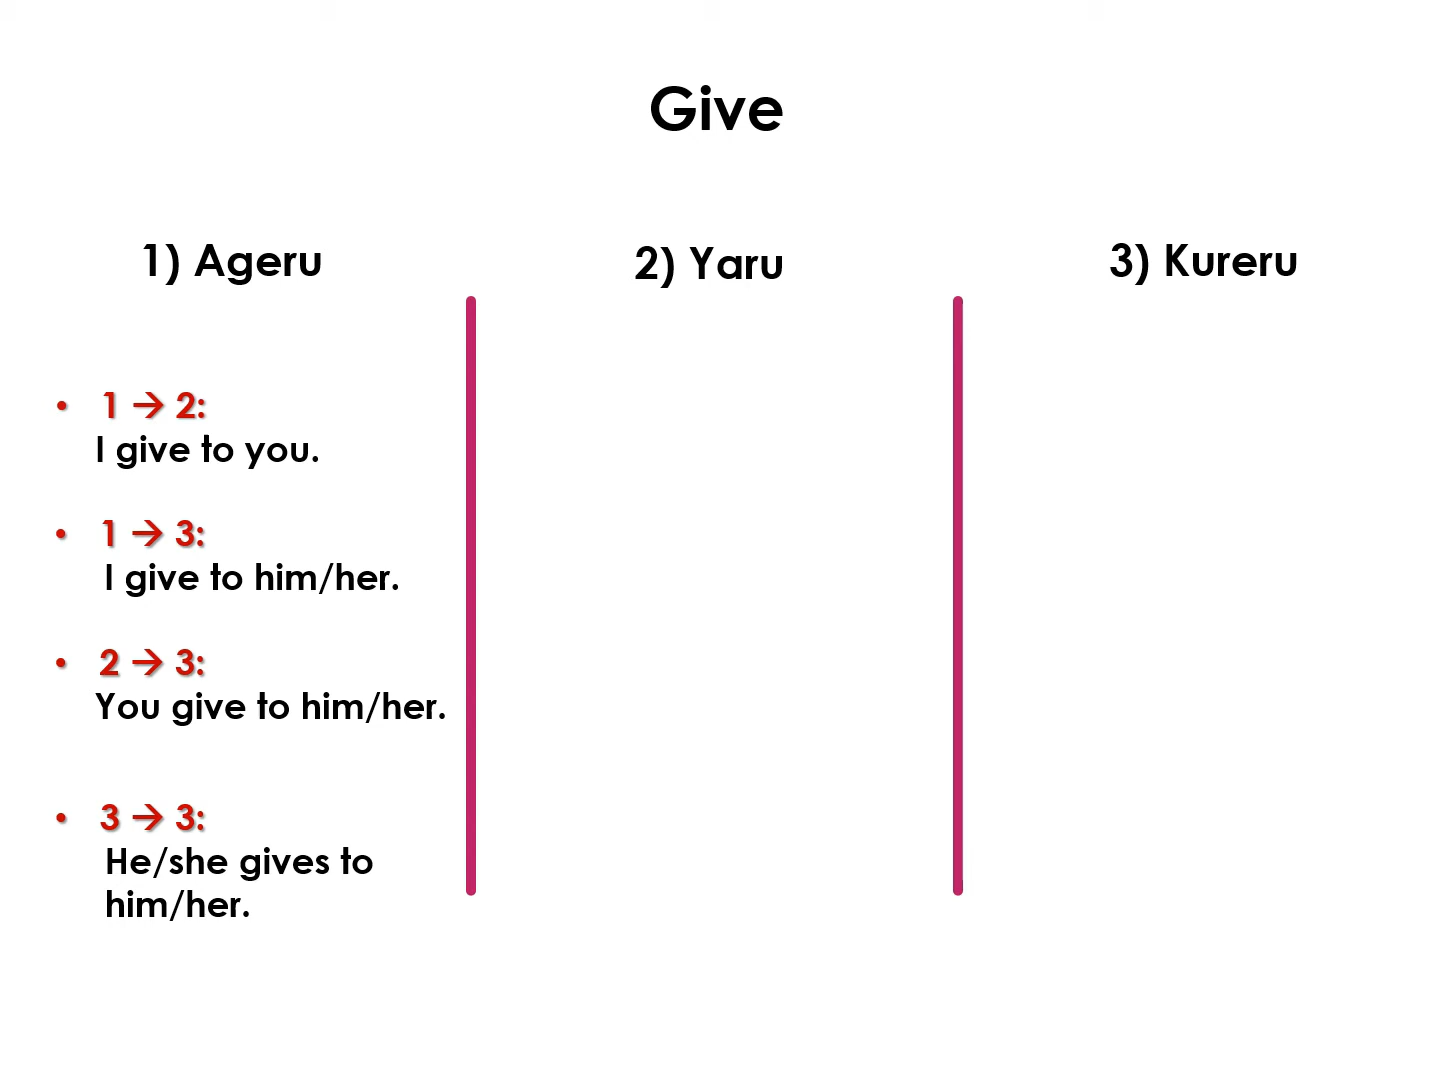 Give
1) Ageru
2) Yaru
3) Kureru
• 1 → 2:
I give to you.
• 1 → 3:
I give to him/her.
• 2 → 3:
You give to him/her.
• 3 → 3:
He/she gives to
him/her.